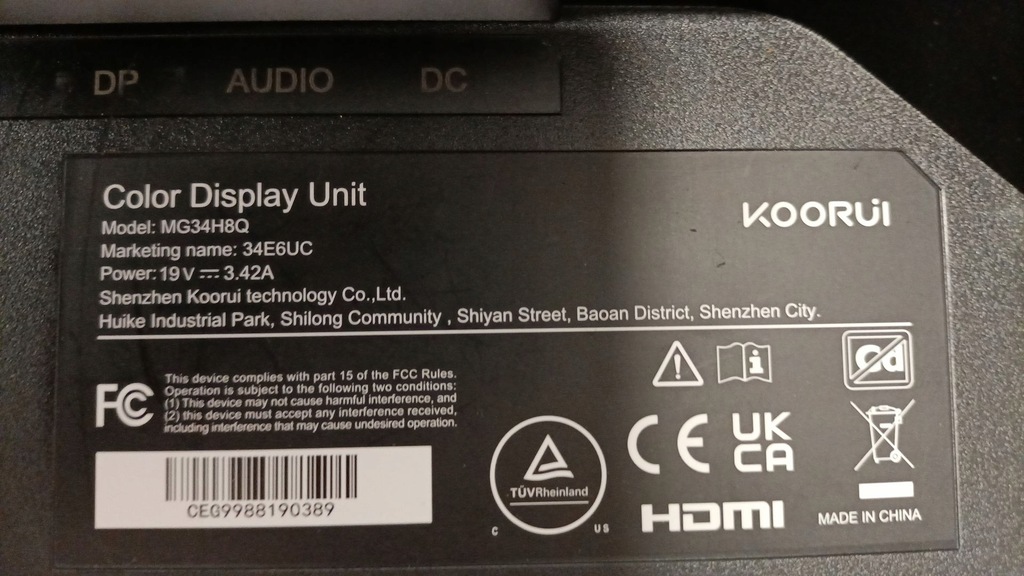 DP AUDIO DC
Color Display Unit
KOORUI
Model: MG34H8Q
Marketing name: 34E6UC
Power: 19V ⎓ 3.42A
Shenzhen Koorui technology Co.,Ltd.
Huike Industrial Park, Shilong Community , Shiyan Street, Baoan District, Shenzhen City.
FC
This device complies with part 15 of the FCC Rules.
Operation is subject to the following two conditions:
(1) This device may not cause harmful interference, and
(2) this device must accept any interference received,
including interference that may cause undesired operation.
Cd
CE
UK
CA
TÜVRheinland
C US
CEG9988190389
HDMI
MADE IN CHINA